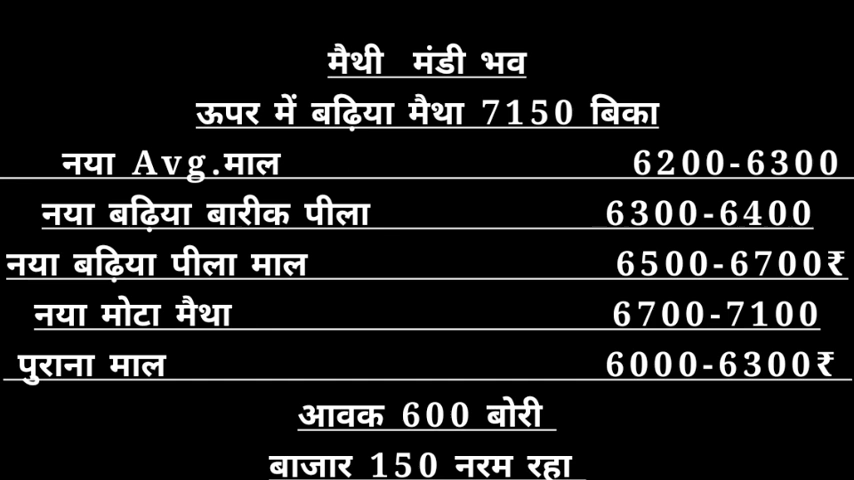 मैथी मंडी भव
ऊपर में बढ़िया मैथा 7150 बिका
नया Avg.माल 6200-6300
नया बढ़िया बारीक पीला 6300-6400
नया बढ़िया पीला माल 6500-6700₹
नया मोटा मैथा 6700-7100
पुराना माल 6000-6300₹
आवक 600 बोरी
बाजार 150 नरम रहा